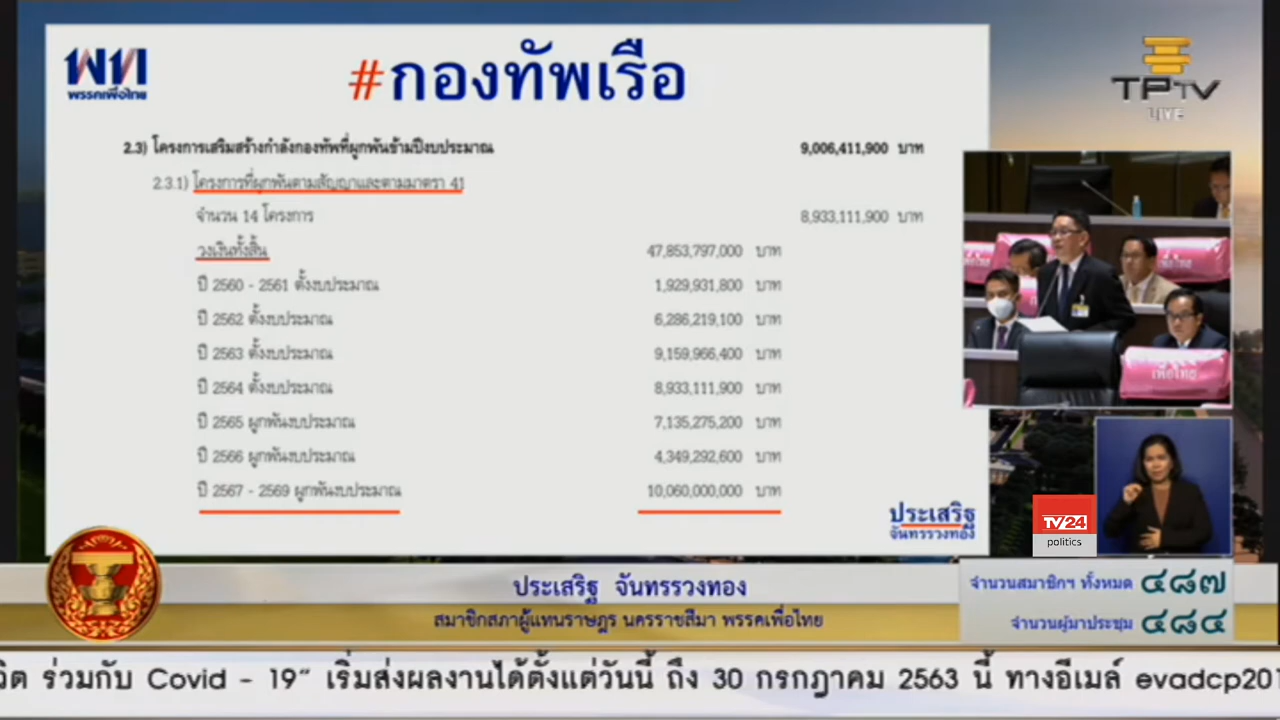 พท
พรรคเพื่อไทย
#กองทัพเรือ
TPTV
LIVE
2.3) โครงการเสริมสร้างกำลังกองทัพที่ผูกพันข้ามปีงบประมาณ 9,006,411,900 บาท
2.3.1) โครงการที่ผูกพันตามสัญญาและตามมาตรา 41
จำนวน 14 โครงการ 8,933,111,900 บาท
วงเงินทั้งสิ้น 47,853,797,000 บาท
ปี 2560 - 2561 ตั้งงบประมาณ 1,929,931,800 บาท
ปี 2562 ตั้งงบประมาณ 6,286,219,100 บาท
ปี 2563 ตั้งงบประมาณ 9,159,966,400 บาท
ปี 2564 ตั้งงบประมาณ 8,933,111,900 บาท
ปี 2565 ผูกพันงบประมาณ 7,135,275,200 บาท
ปี 2566 ผูกพันงบประมาณ 4,349,292,600 บาท
ปี 2567 - 2569 ผูกพันงบประมาณ 10,060,000,000 บาท
ประเสริฐ
จันทรรวงทอง
เพื่อไทย
TV24
politics
ประเสริฐ จันทรรวงทอง
สมาชิกสภาผู้แทนราษฎร นครราชสีมา พรรคเพื่อไทย
จำนวนสมาชิกฯ ทั้งหมด ๔๘๗
จำนวนผู้มาประชุม ๔๘๔
วิต ร่วมกับ Covid - 19" เริ่มส่งผลงานได้ตั้งแต่วันนี้ ถึง 30 กรกฎาคม 2563 นี้ ทางอีเมล์ evadcp201